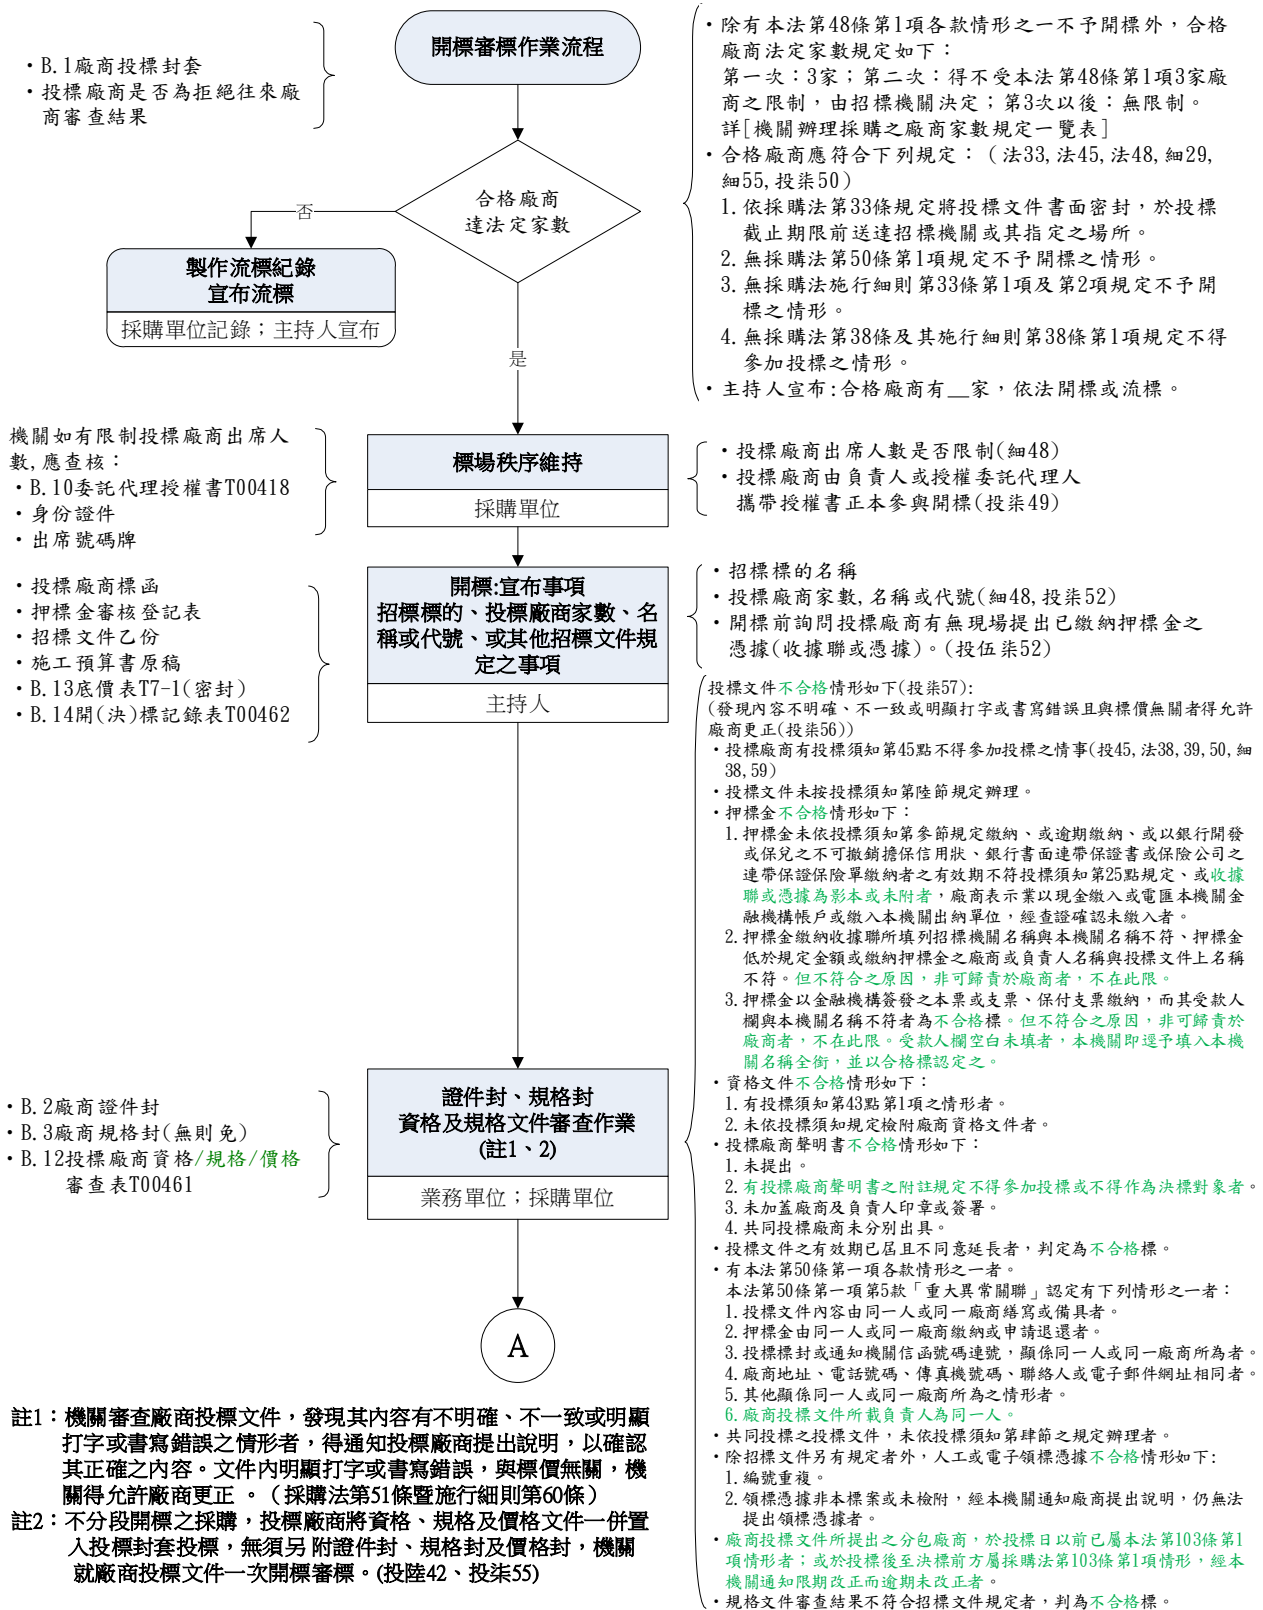 開標審標作業流程
・B.1廠商投標封套
・投標廠商是否為拒絕往來廠
商審查結果
・除有本法第48條第1項各款情形之一不予開標外，合格
廠商法定家數規定如下：
第一次：3家；第二次：得不受本法第48條第1項3家廠
商之限制，由招標機關決定；第3次以後：無限制。
詳[機關辦理採購之廠商家數規定一覽表]
・合格廠商應符合下列規定：（法33,法45,法48,細29,
細55,投柒50）
1.依採購法第33條規定將投標文件書面密封，於投標
截止期限前送達招標機關或其指定之場所。
2.無採購法第50條第1項規定不予開標之情形。
3.無採購法施行細則第33條第1項及第2項規定不予開
標之情形。
4.無採購法第38條及其施行細則第38條第1項規定不得
參加投標之情形。
・主持人宣布:合格廠商有__家，依法開標或流標。
合格廠商
達法定家數
否
製作流標紀錄
宣布流標
採購單位記錄；主持人宣布
是
機關如有限制投標廠商出席人
數,應查核：
・B.10委託代理授權書T00418
・身份證件
・出席號碼牌
標場秩序維持
採購單位
・投標廠商出席人數是否限制(細48)
・投標廠商由負責人或授權委託代理人
攜帶授權書正本參與開標(投柒49)
・投標廠商標函
・押標金審核登記表
・招標文件乙份
・施工預算書原稿
・B.13底價表T7-1(密封)
・B.14開(決)標記錄表T00462
開標:宣布事項
招標標的、投標廠商家數、名
稱或代號、或其他招標文件規
定之事項
主持人
・招標標的名稱
・投標廠商家數,名稱或代號(細48,投柒52)
・開標前詢問投標廠商有無現場提出已繳納押標金之
憑據(收據聯或憑據)。(投伍柒52)
投標文件不合格情形如下(投柒57):
(發現內容不明確、不一致或明顯打字或書寫錯誤且與標價無關者得允許
廠商更正(投柒56))
・投標廠商有投標須知第45點不得參加投標之情事(投45,法38,39,50,細
38,59)
・投標文件未按投標須知第陸節規定辦理。
・押標金不合格情形如下：
1.押標金未依投標須知第參節規定繳納、或逾期繳納、或以銀行開發
或保兌之不可撤銷擔保信用狀、銀行書面連帶保證書或保險公司之
連帶保證保險單繳納者之有效期不符投標須知第25點規定、或收據
聯或憑據為影本或未附者，廠商表示業以現金繳入或電匯本機關金
融機構帳戶或繳入本機關出納單位，經查證確認未繳入者。
2.押標金繳納收據聯所填列招標機關名稱與本機關名稱不符、押標金
低於規定金額或繳納押標金之廠商或負責人名稱與投標文件上名稱
不符。但不符合之原因，非可歸責於廠商者，不在此限。
3.押標金以金融機構簽發之本票或支票、保付支票繳納，而其受款人
欄與本機關名稱不符者為不合格標。但不符合之原因，非可歸責於
廠商者，不在此限。受款人欄空白未填者，本機關即逕予填入本機
關名稱全銜，並以合格標認定之。
・資格文件不合格情形如下：
1.有投標須知第43點第1項之情形者。
2.未依投標須知規定檢附廠商資格文件者。
・投標廠商聲明書不合格情形如下：
1.未提出。
2.有投標廠商聲明書之附註規定不得參加投標或不得作為決標對象者。
3.未加蓋廠商及負責人印章或簽署。
4.共同投標廠商未分別出具。
・投標文件之有效期已屆且不同意延長者，判定為不合格標。
・有本法第50條第一項各款情形之一者。
本法第50條第一項第5款「重大異常關聯」認定有下列情形之一者：
1.投標文件內容由同一人或同一廠商繕寫或備具者。
2.押標金由同一人或同一廠商繳納或申請退還者。
3.投標標封或通知機關信函號碼連號，顯係同一人或同一廠商所為者。
4.廠商地址、電話號碼、傳真機號碼、聯絡人或電子郵件網址相同者。
5.其他顯係同一人或同一廠商所為之情形者。
6.廠商投標文件所載負責人為同一人。
・共同投標之投標文件，未依投標須知第肆節之規定辦理者。
・除招標文件另有規定者外，人工或電子領標憑據不合格情形如下:
1.編號重複。
2.領標憑據非本標案或未檢附，經本機關通知廠商提出說明，仍無法
提出領標憑據者。
・廠商投標文件所提出之分包廠商，於投標日以前已屬本法第103條第1
項情形者；或於投標後至決標前方屬採購法第103條第1項情形，經本
機關通知限期改正而逾期未改正者。
・規格文件審查結果不符合招標文件規定者，判為不合格標。
・B.2廠商證件封
・B.3廠商規格封(無則免)
・B.12投標廠商資格/規格/價格
審查表T00461
證件封、規格封
資格及規格文件審查作業
(註1、2)
業務單位；採購單位
A
註1：機關審查廠商投標文件，發現其內容有不明確、不一致或明顯
打字或書寫錯誤之情形者，得通知投標廠商提出說明，以確認
其正確之內容。文件內明顯打字或書寫錯誤，與標價無關，機
關得允許廠商更正 。（採購法第51條暨施行細則第60條）
註2：不分段開標之採購，投標廠商將資格、規格及價格文件一併置
入投標封套投標，無須另附證件封、規格封及價格封，機關
就廠商投標文件一次開標審標。(投陸42、投柒55)